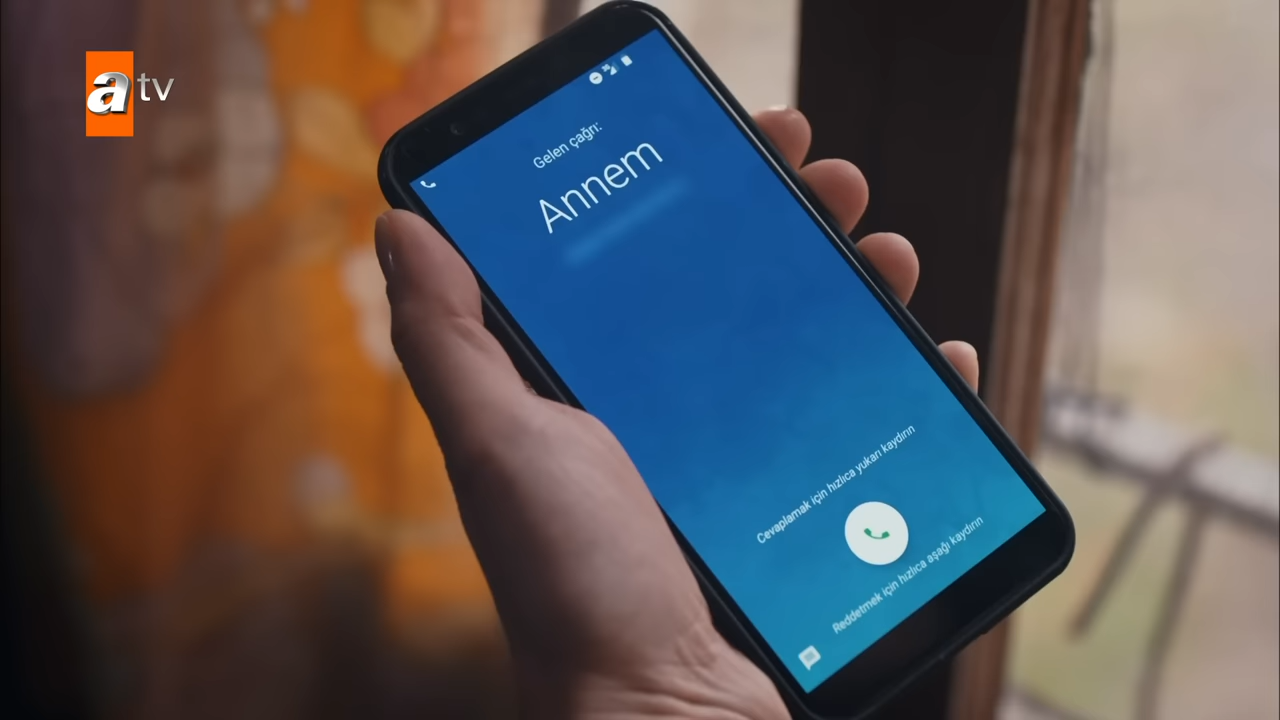 atv
Gelen çağrı:
Annem
Cevaplamak için hızlıca yukarı kaydırın
Reddetmek için hızlıca aşağı kaydırın